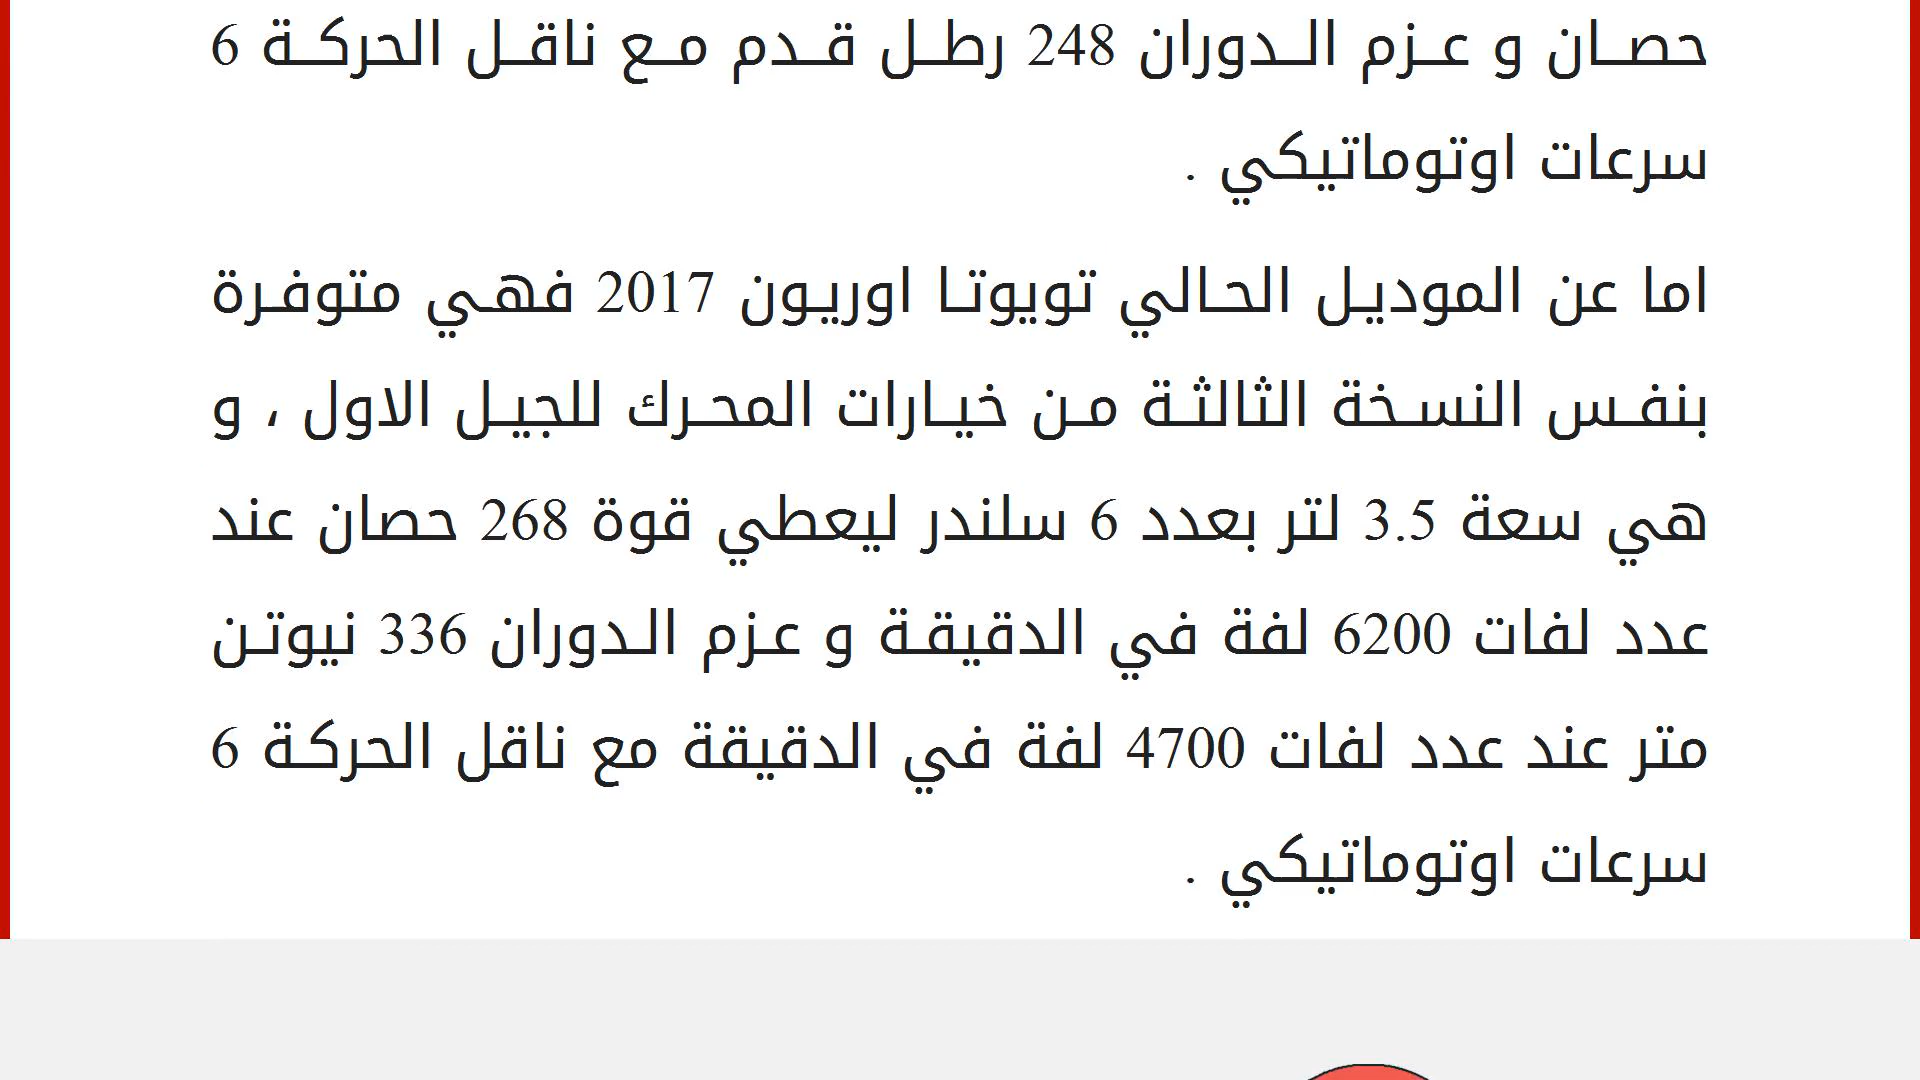 حصان و عزم الدوران 248 رطل قدم مع ناقل الحركة 6
سرعات اوتوماتيكي .
اما عن الموديل الحالي تويوتا اوريون 2017 فهي متوفرة
بنفس النسخة الثالثة من خيارات المحرك للجيل الاول ، و
هي سعة 3.5 لتر بعدد 6 سلندر ليعطي قوة 268 حصان عند
عدد لفات 6200 لفة في الدقيقة و عزم الدوران 336 نيوتن
متر عند عدد لفات 4700 لفة في الدقيقة مع ناقل الحركة 6
سرعات اوتوماتيكي .